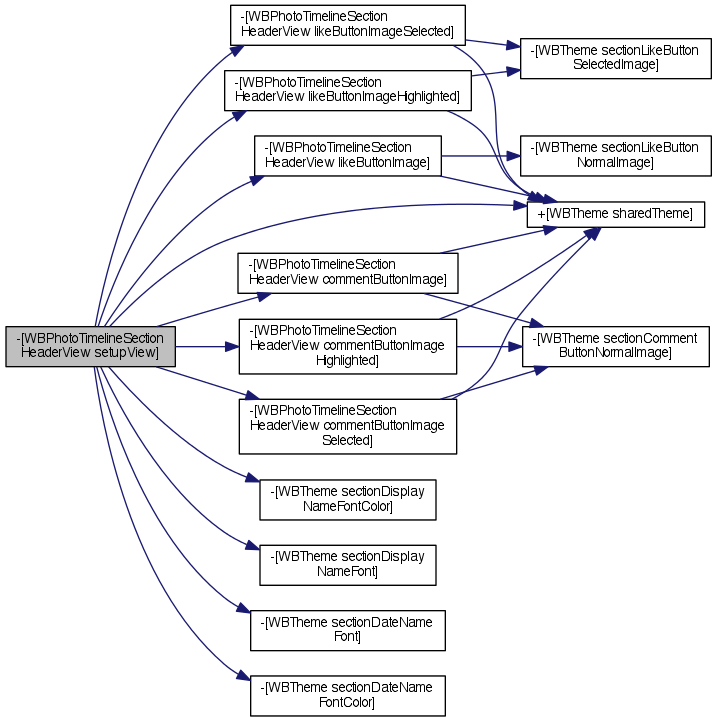 -[WBPhotoTimelineSection
HeaderView likeButtonImageSelected]
-[WBTheme sectionLikeButton
SelectedImage]
-[WBPhotoTimelineSection
HeaderView likeButtonImageHighlighted]
-[WBPhotoTimelineSection
HeaderView likeButtonImage]
-[WBTheme sectionLikeButton
NormalImage]
+[WBTheme sharedTheme]
-[WBPhotoTimelineSection
HeaderView commentButtonImage]
-[WBPhotoTimelineSection
HeaderView setupView]
-[WBPhotoTimelineSection
HeaderView commentButtonImage
Highlighted]
-[WBTheme sectionComment
ButtonNormalImage]
-[WBPhotoTimelineSection
HeaderView commentButtonImage
Selected]
-[WBTheme sectionDisplay
NameFontColor]
-[WBTheme sectionDisplay
NameFont]
-[WBTheme sectionDateName
Font]
-[WBTheme sectionDateName
FontColor]